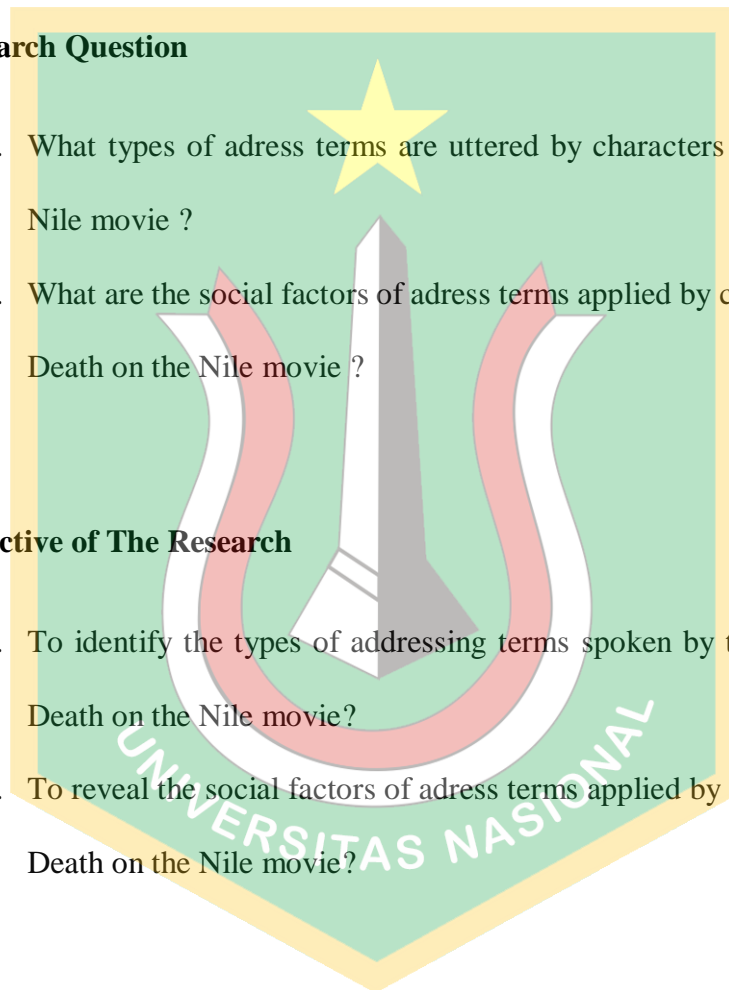 arch Question
. What types of adress terms are uttered by characters
Nile movie ?
. What are the social factors of adress terms applied by c
Death on the Nile movie ?
ctive of The Research
. To identify the types of addressing terms spoken by t
Death on the Nile movie?
. To reveal the social factors of adress terms applied by
Death on the Nile movie?
UNIVERSITAS NASIONAL